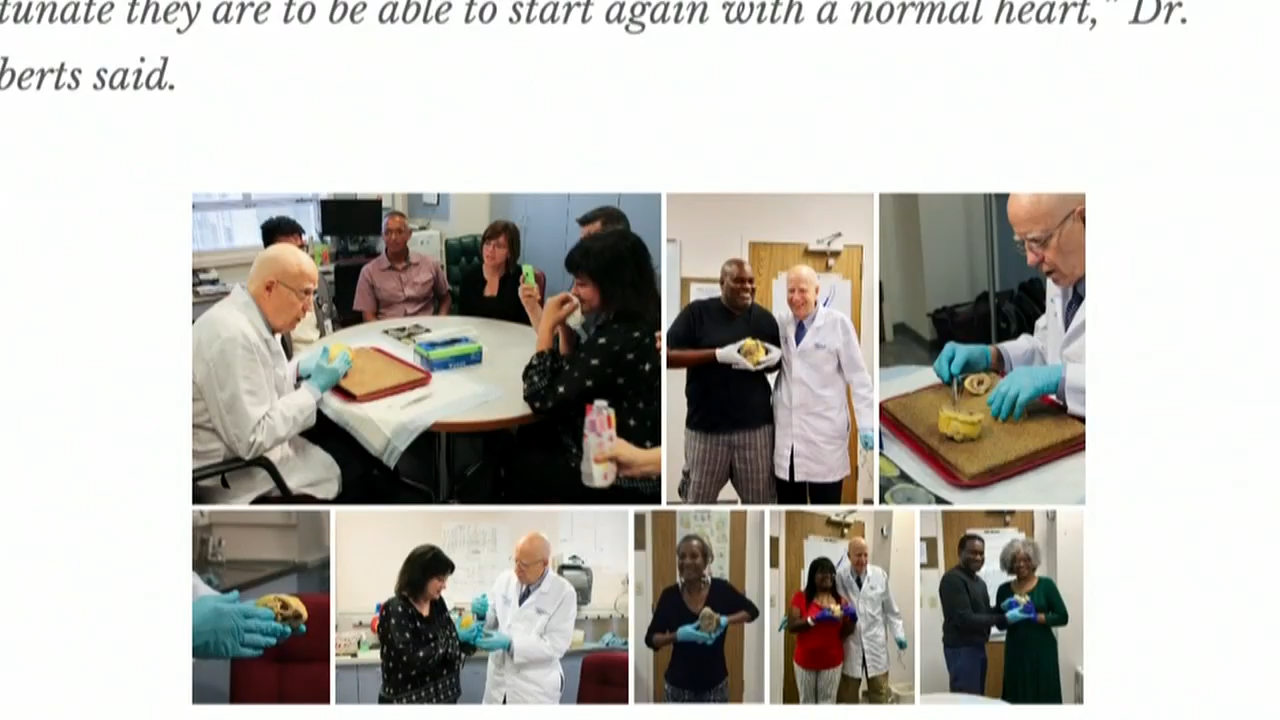 tunate they are to be able to start again with a normal heart," Dr.
berts said.